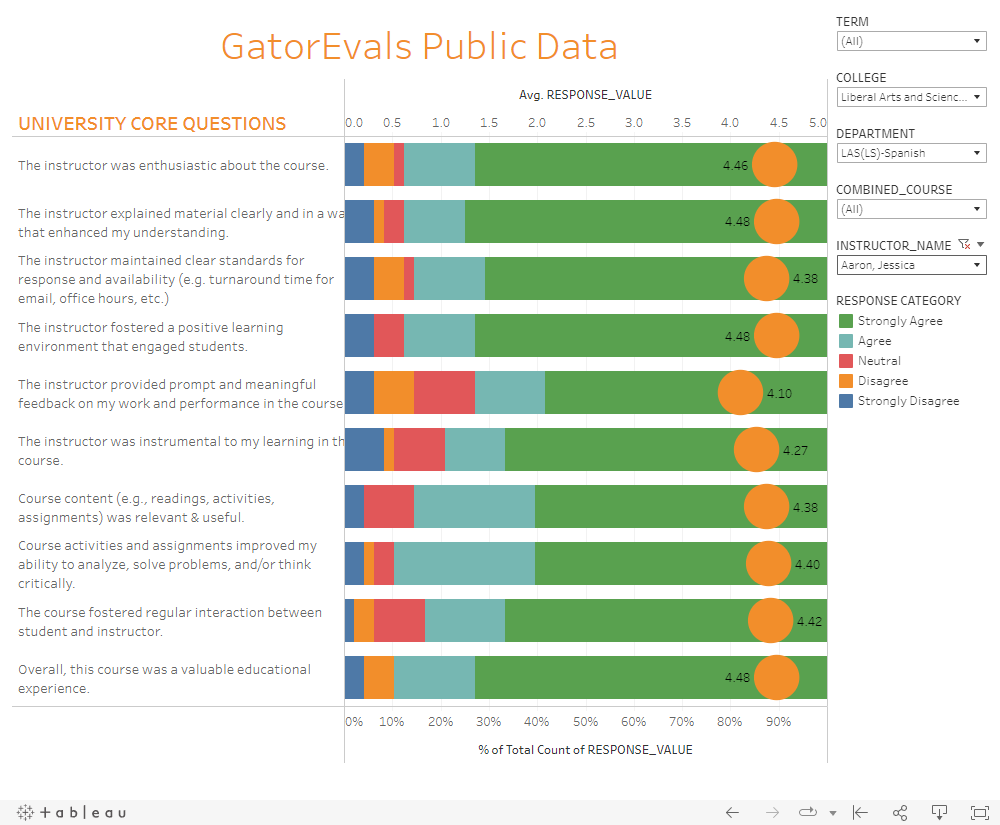 GatorEvals Public Data
TERM
(All)
COLLEGE
Liberal Arts and Scienc...
DEPARTMENT
LAS(LS)-Spanish
COMBINED_COURSE
(All)
INSTRUCTOR_NAME
Aaron, Jessica
RESPONSE CATEGORY
Strongly Agree
Agree
Neutral
Disagree
Strongly Disagree
Avg. RESPONSE_VALUE
UNIVERSITY CORE QUESTIONS
0.0 0.5 1.0 1.5 2.0 2.5 3.0 3.5 4.0 4.5 5.0
The instructor was enthusiastic about the course.
4.46
The instructor explained material clearly and in a wa
that enhanced my understanding.
4.48
The instructor maintained clear standards for
response and availability (e.g. turnaround time for
email, office hours, etc.)
4.38
The instructor fostered a positive learning
environment that engaged students.
4.48
The instructor provided prompt and meaningful
feedback on my work and performance in the course
4.10
The instructor was instrumental to my learning in th
course.
4.27
Course content (e.g., readings, activities,
assignments) was relevant & useful.
4.38
Course activities and assignments improved my
ability to analyze, solve problems, and/or think
critically.
4.40
The course fostered regular interaction between
student and instructor.
4.42
Overall, this course was a valuable educational
experience.
4.48
0% 10% 20% 30% 40% 50% 60% 70% 80% 90%
% of Total Count of RESPONSE_VALUE
+ableau